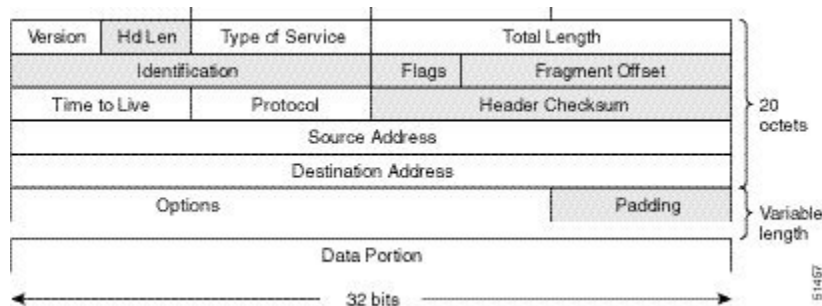 Version Hd Len Type of Service Total Length
Identification Flags Fragment Offset
Time to Live Protocol Header Checksum 20
octets
Source Address
Destination Address
Options Padding Variable
length
Data Portion
32 bits
51457